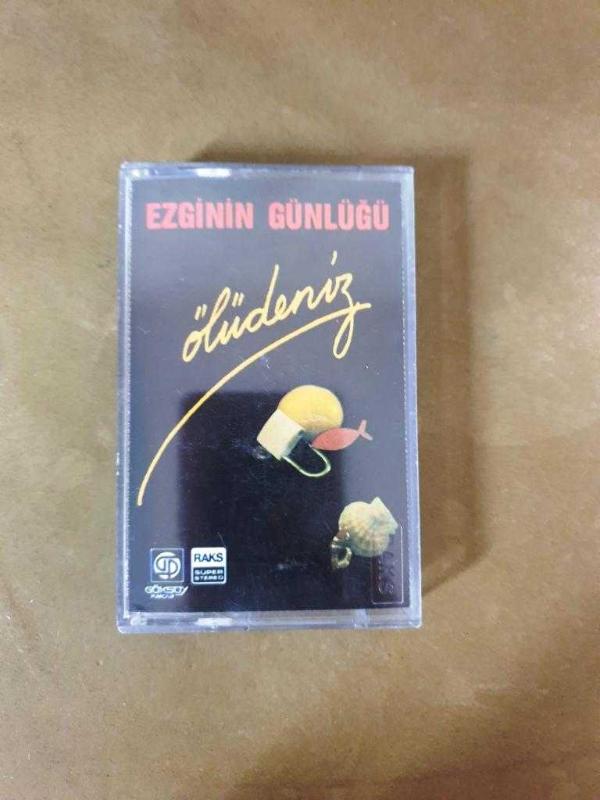 EZGİNİN GÜNLÜĞÜ
ölüdeniz
RAKS
SUPER
STEREO
GÖKSOY